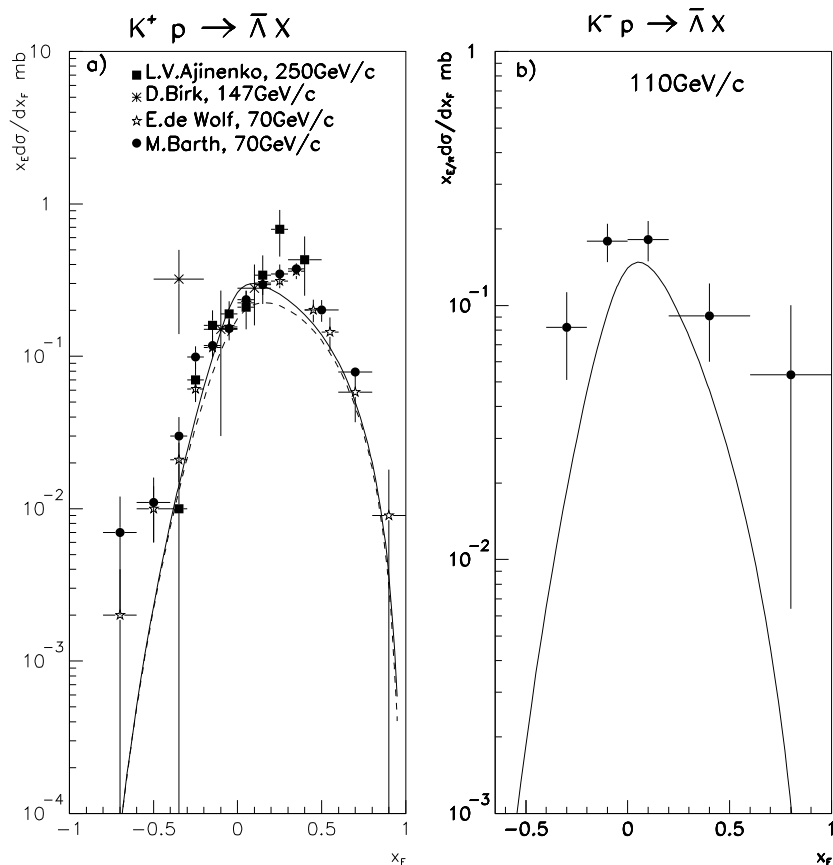 K⁺ p → Λ̄ X
a)
■ L.V.Ajinenko, 250GeV/c
✳ D.Birk, 147GeV/c
☆ E.de Wolf, 70GeV/c
● M.Barth, 70GeV/c
x_E dσ/dx_F mb
10
1
10⁻¹
10⁻²
10⁻³
10⁻⁴
−1 −0.5 0 0.5 1
x_F
K⁻ p → Λ̄ X
b)
110GeV/c
x_E/π dσ/dx_F mb
1
10⁻¹
10⁻²
10⁻³
−0.5 0 0.5 1
x_F